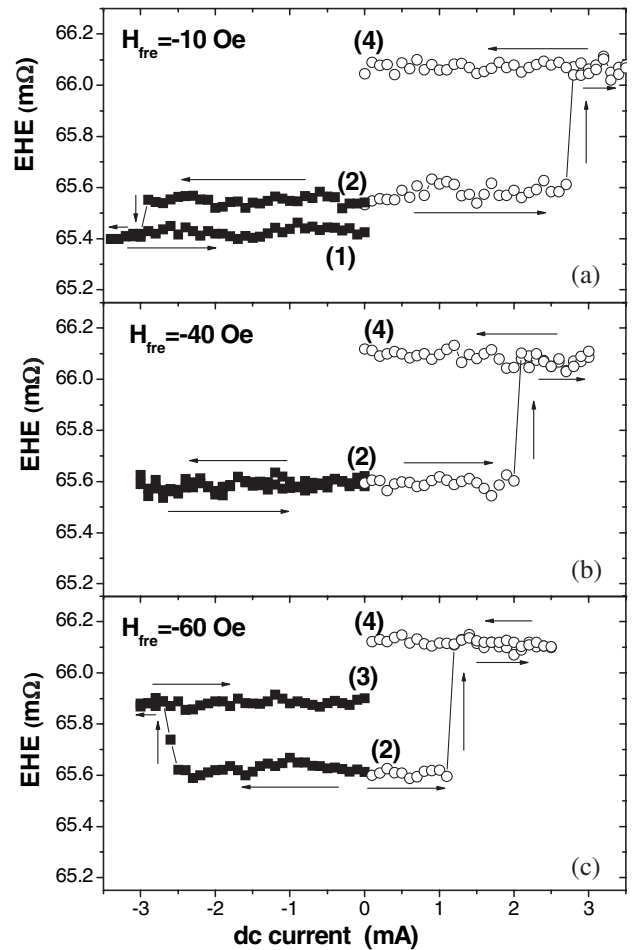 66.2
H_fre=-10 Oe
(4)
66.0
65.8
65.6
(2)
65.4
(1)
65.2
EHE (mΩ)
(a)
66.2
H_fre=-40 Oe
(4)
66.0
65.8
(2)
65.6
65.4
65.2
EHE (mΩ)
(b)
66.2
H_fre=-60 Oe
(4)
66.0
(3)
65.8
(2)
65.6
65.4
65.2
EHE (mΩ)
(c)
-3 -2 -1 0 1 2 3
dc current (mA)